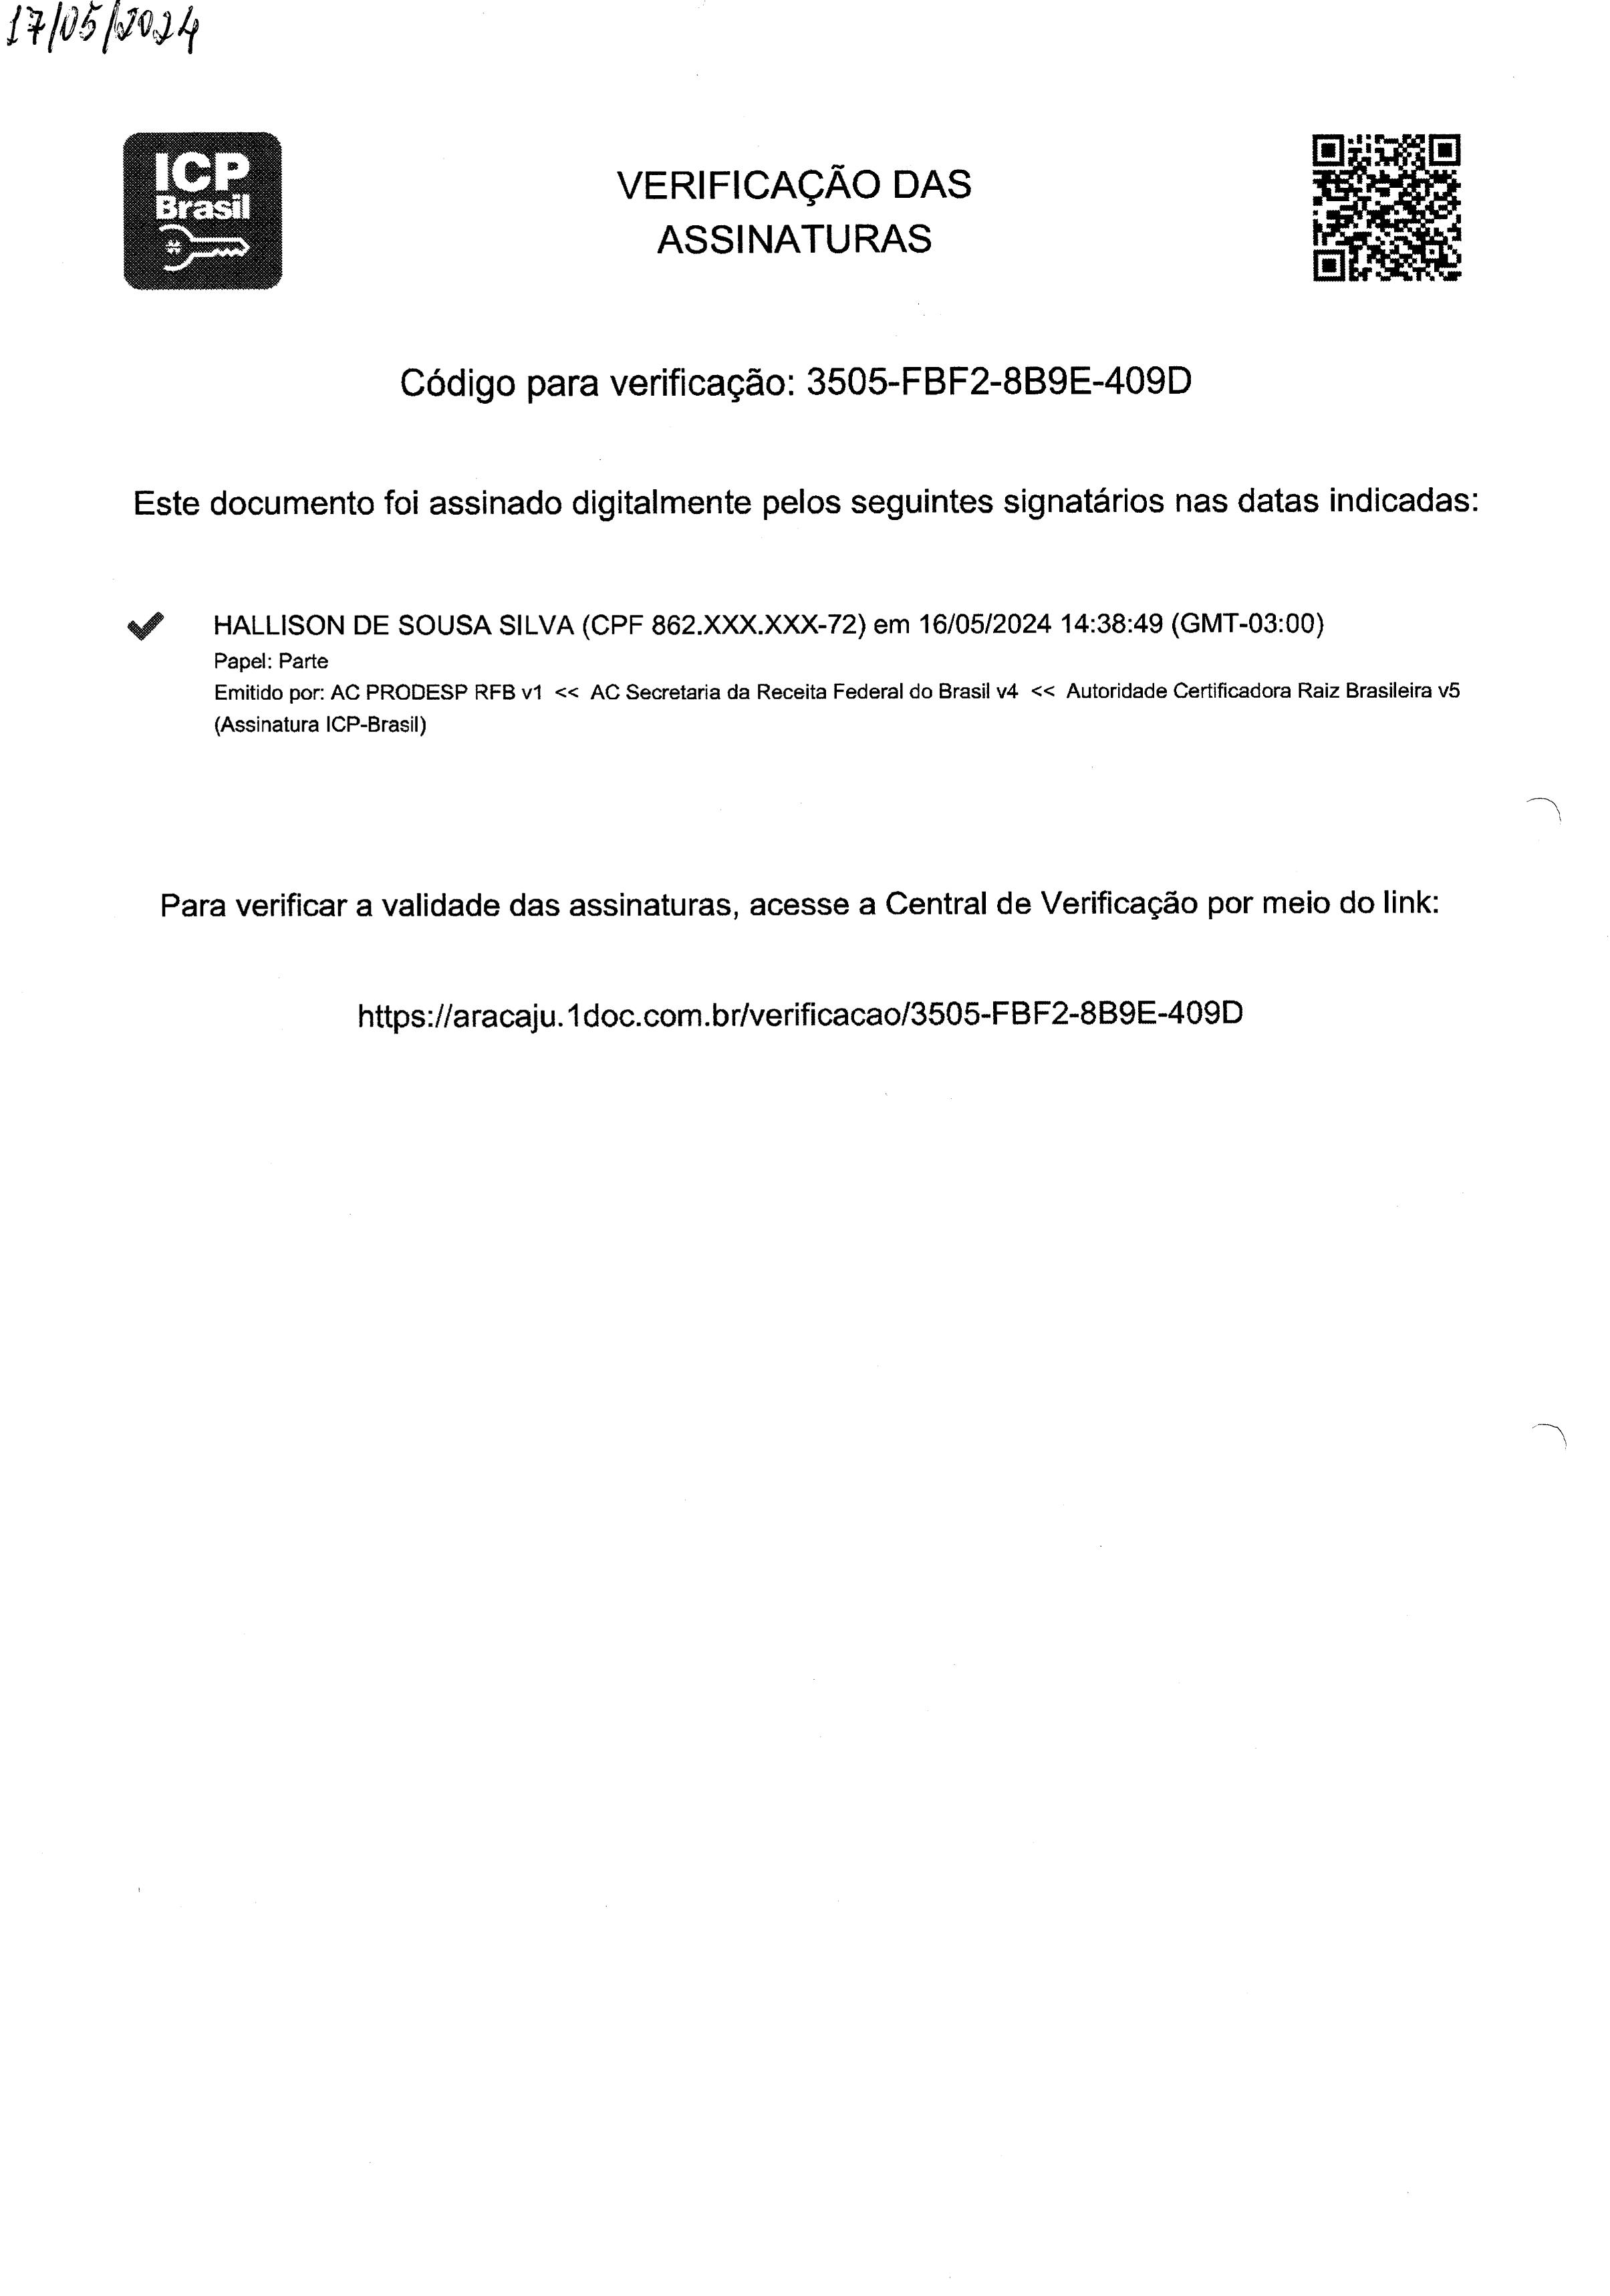 17/05/2024
ICP
Brasil
VERIFICAÇÃO DAS
ASSINATURAS
Código para verificação: 3505-FBF2-8B9E-409D
Este documento foi assinado digitalmente pelos seguintes signatários nas datas indicadas:
HALLISON DE SOUSA SILVA (CPF 862.XXX.XXX-72) em 16/05/2024 14:38:49 (GMT-03:00)
Papel: Parte
Emitido por: AC PRODESP RFB v1 << AC Secretaria da Receita Federal do Brasil v4 << Autoridade Certificadora Raiz Brasileira v5
(Assinatura ICP-Brasil)
Para verificar a validade das assinaturas, acesse a Central de Verificação por meio do link:
https://aracaju.1doc.com.br/verificacao/3505-FBF2-8B9E-409D